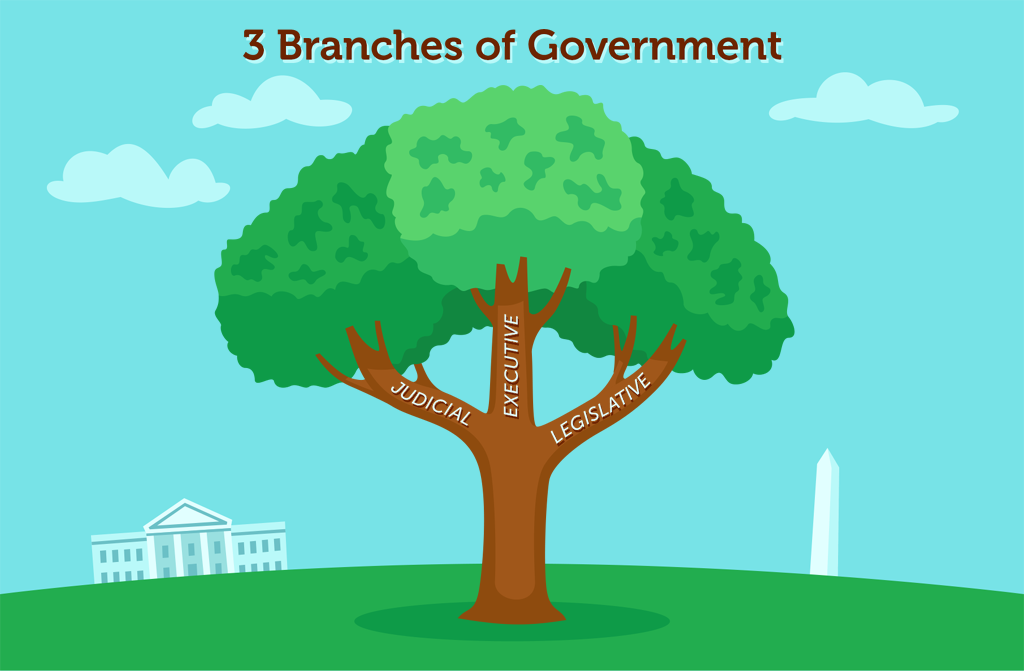 3 Branches of Government
JUDICIAL
EXECUTIVE
LEGISLATIVE